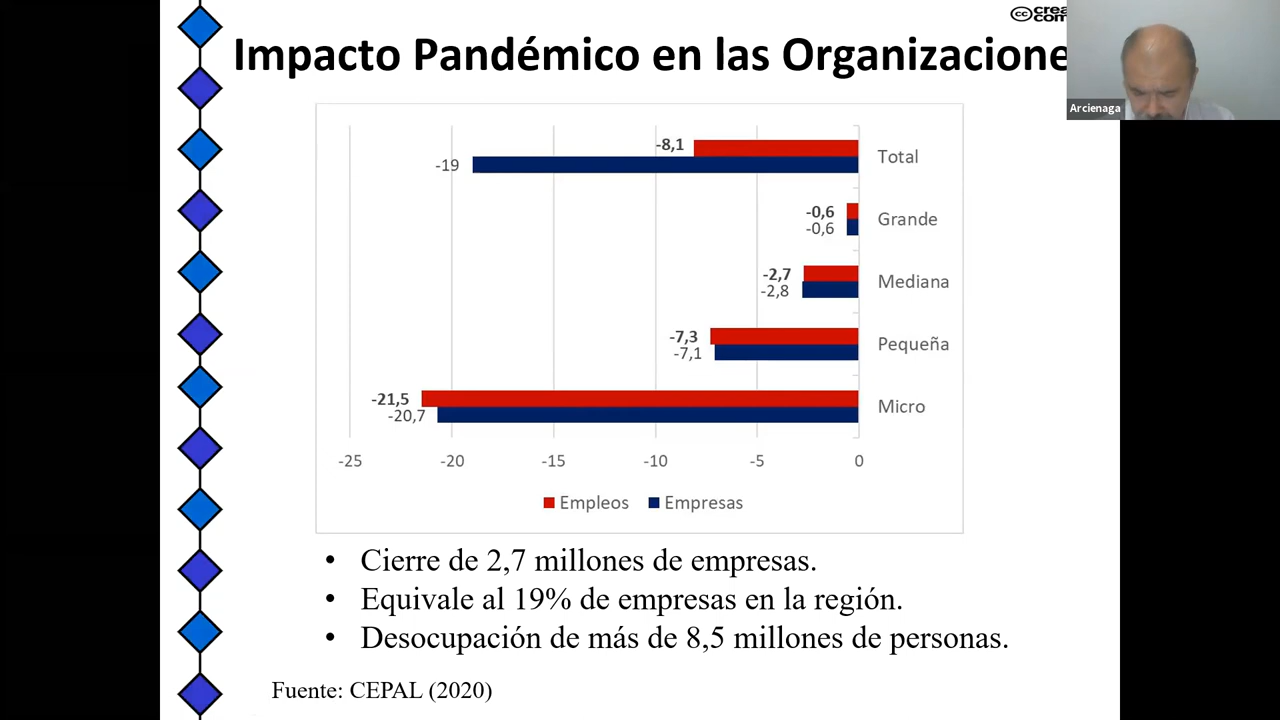 Impacto Pandémico en las Organizacione
Arcienaga
-8,1
-19
Total
-0,6
-0,6
Grande
-2,7
-2,8
Mediana
-7,3
-7,1
Pequeña
-21,5
-20,7
Micro
-25 -20 -15 -10 -5 0
Empleos Empresas
• Cierre de 2,7 millones de empresas.
• Equivale al 19% de empresas en la región.
• Desocupación de más de 8,5 millones de personas.
Fuente: CEPAL (2020)